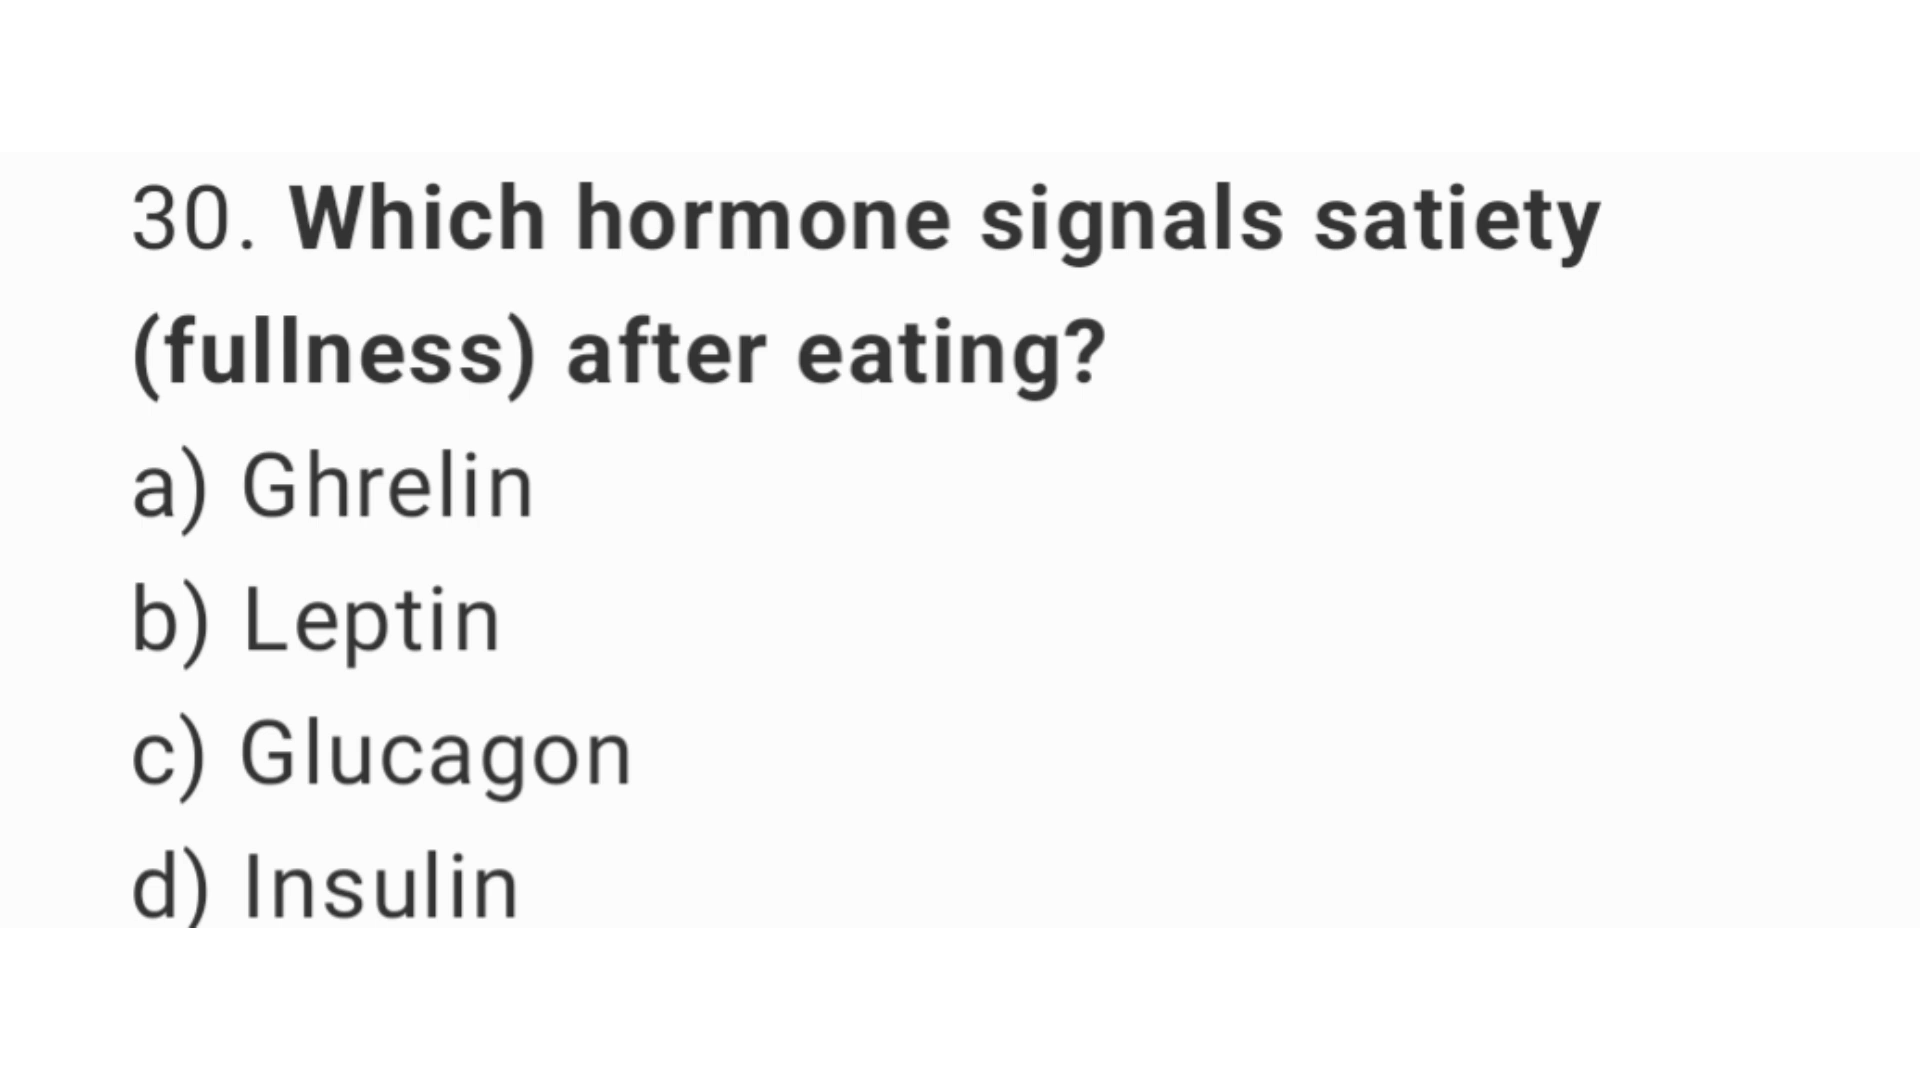 30. Which hormone signals satiety
(fullness) after eating?
a) Ghrelin
b) Leptin
c) Glucagon
d) Insulin